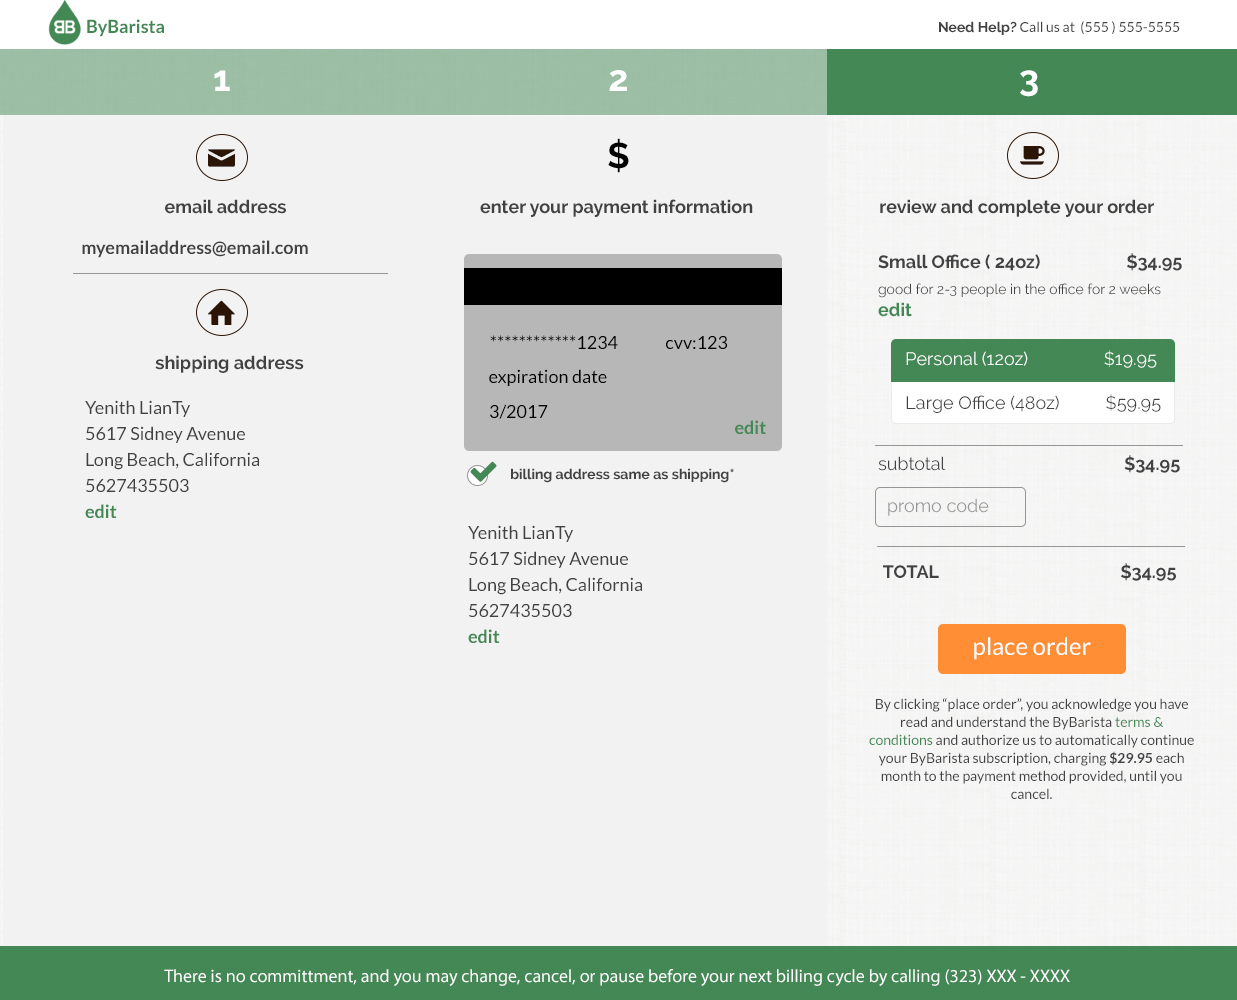 BB ByBarista
Need Help? Call us at (555 ) 555-5555
1
2
3
email address
myemailaddress@email.com
shipping address
Yenith LianTy
5617 Sidney Avenue
Long Beach, California
5627435503
edit
$
enter your payment information
************1234 cvv:123
expiration date
3/2017
edit
billing address same as shipping*
Yenith LianTy
5617 Sidney Avenue
Long Beach, California
5627435503
edit
review and complete your order
Small Office ( 24oz) $34.95
good for 2-3 people in the office for 2 weeks
edit
Personal (12oz) $19.95
Large Office (48oz) $59.95
subtotal $34.95
promo code
TOTAL $34.95
place order
By clicking “place order”, you acknowledge you have
read and understand the ByBarista terms &
conditions and authorize us to automatically continue
your ByBarista subscription, charging $29.95 each
month to the payment method provided, until you
cancel.
There is no committment, and you may change, cancel, or pause before your next billing cycle by calling (323) XXX - XXXX